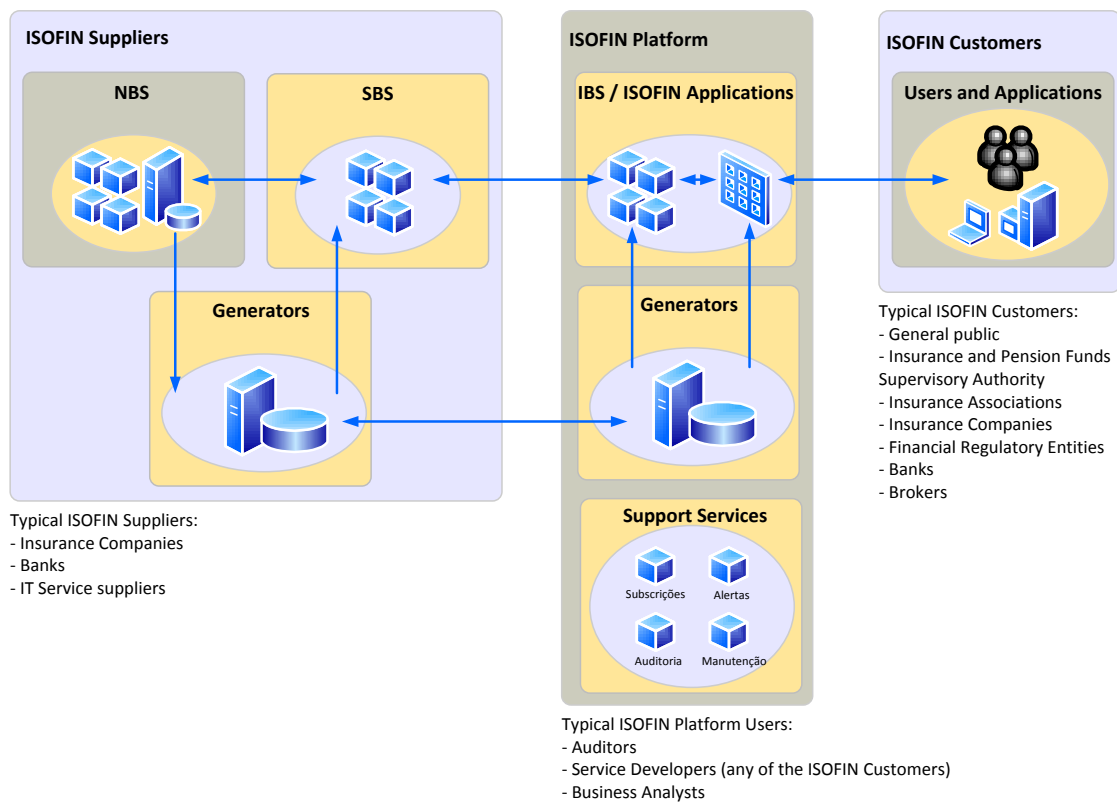 ISOFIN Suppliers
NBS
SBS
Generators
Typical ISOFIN Suppliers:
- Insurance Companies
- Banks
- IT Service suppliers
ISOFIN Platform
IBS / ISOFIN Applications
Generators
Support Services
Subscrições
Alertas
Auditoria
Manutenção
Typical ISOFIN Platform Users:
- Auditors
- Service Developers (any of the ISOFIN Customers)
- Business Analysts
ISOFIN Customers
Users and Applications
Typical ISOFIN Customers:
- General public
- Insurance and Pension Funds
Supervisory Authority
- Insurance Associations
- Insurance Companies
- Financial Regulatory Entities
- Banks
- Brokers